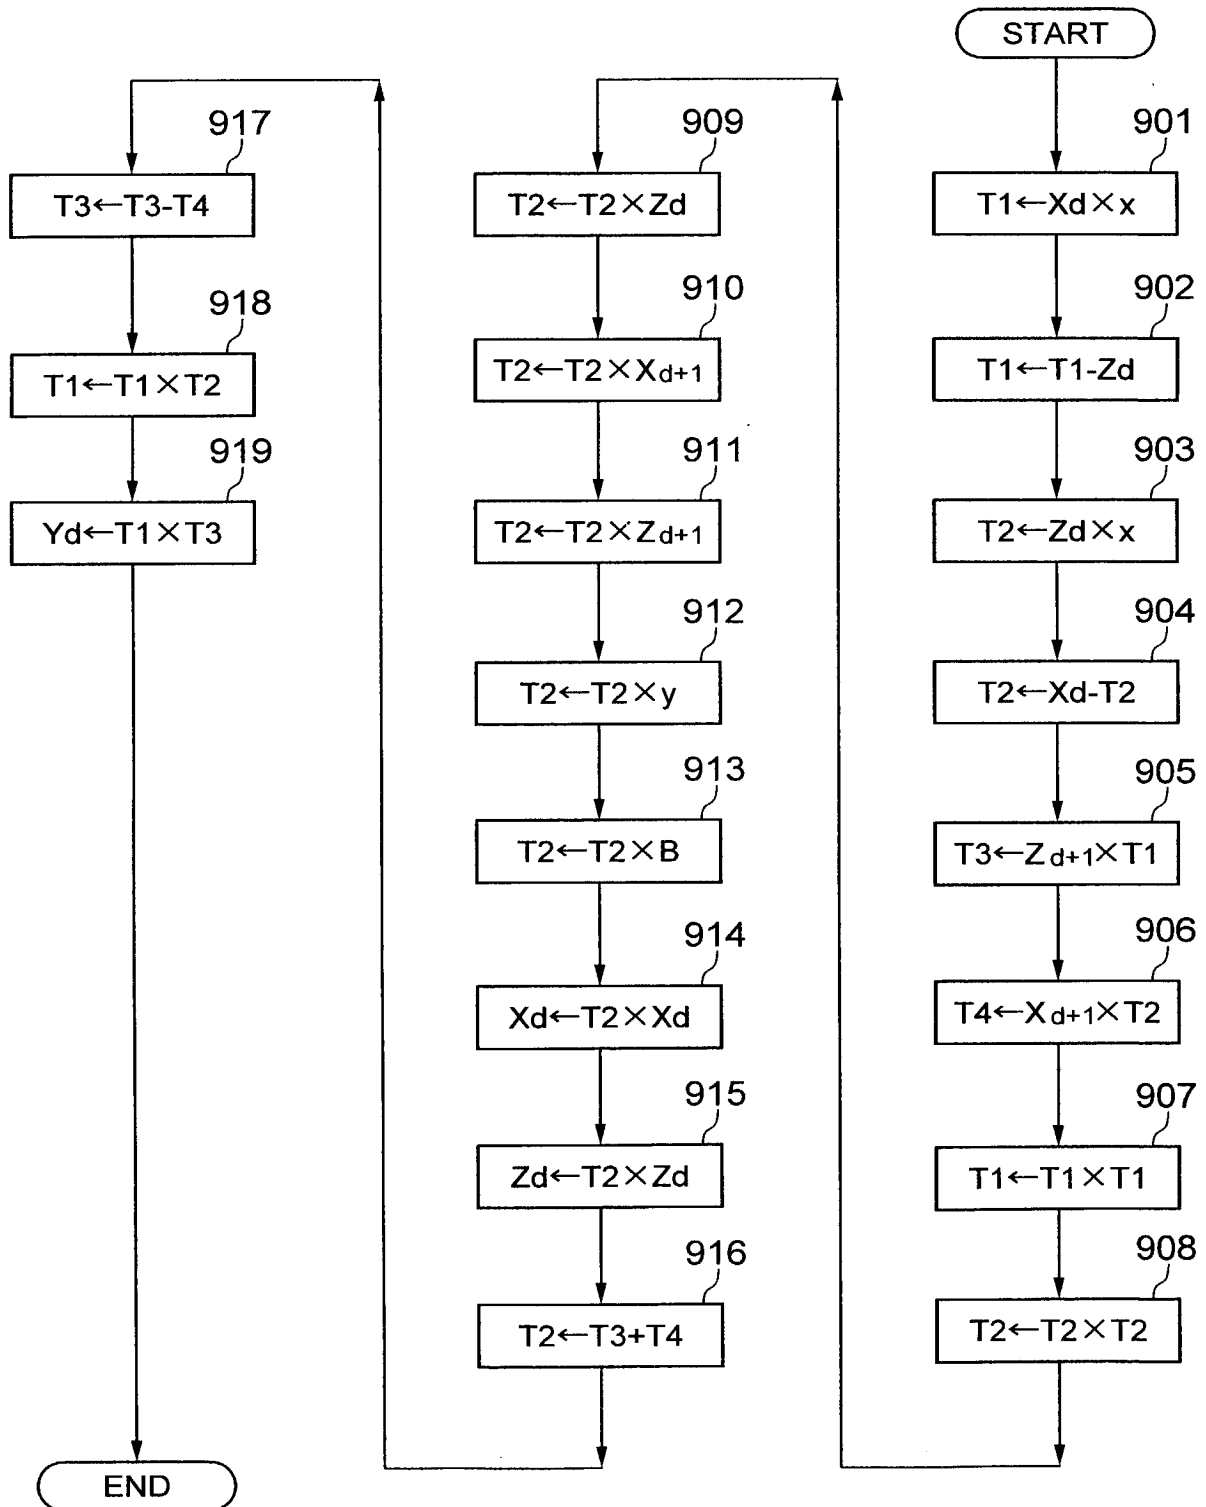 START
901
T1←Xd×x
902
T1←T1-Zd
903
T2←Zd×x
904
T2←Xd-T2
905
T3←Zd+1×T1
906
T4←Xd+1×T2
907
T1←T1×T1
908
T2←T2×T2
909
T2←T2×Zd
910
T2←T2×Xd+1
911
T2←T2×Zd+1
912
T2←T2×y
913
T2←T2×B
914
Xd←T2×Xd
915
Zd←T2×Zd
916
T2←T3+T4
917
T3←T3-T4
918
T1←T1×T2
919
Yd←T1×T3
END